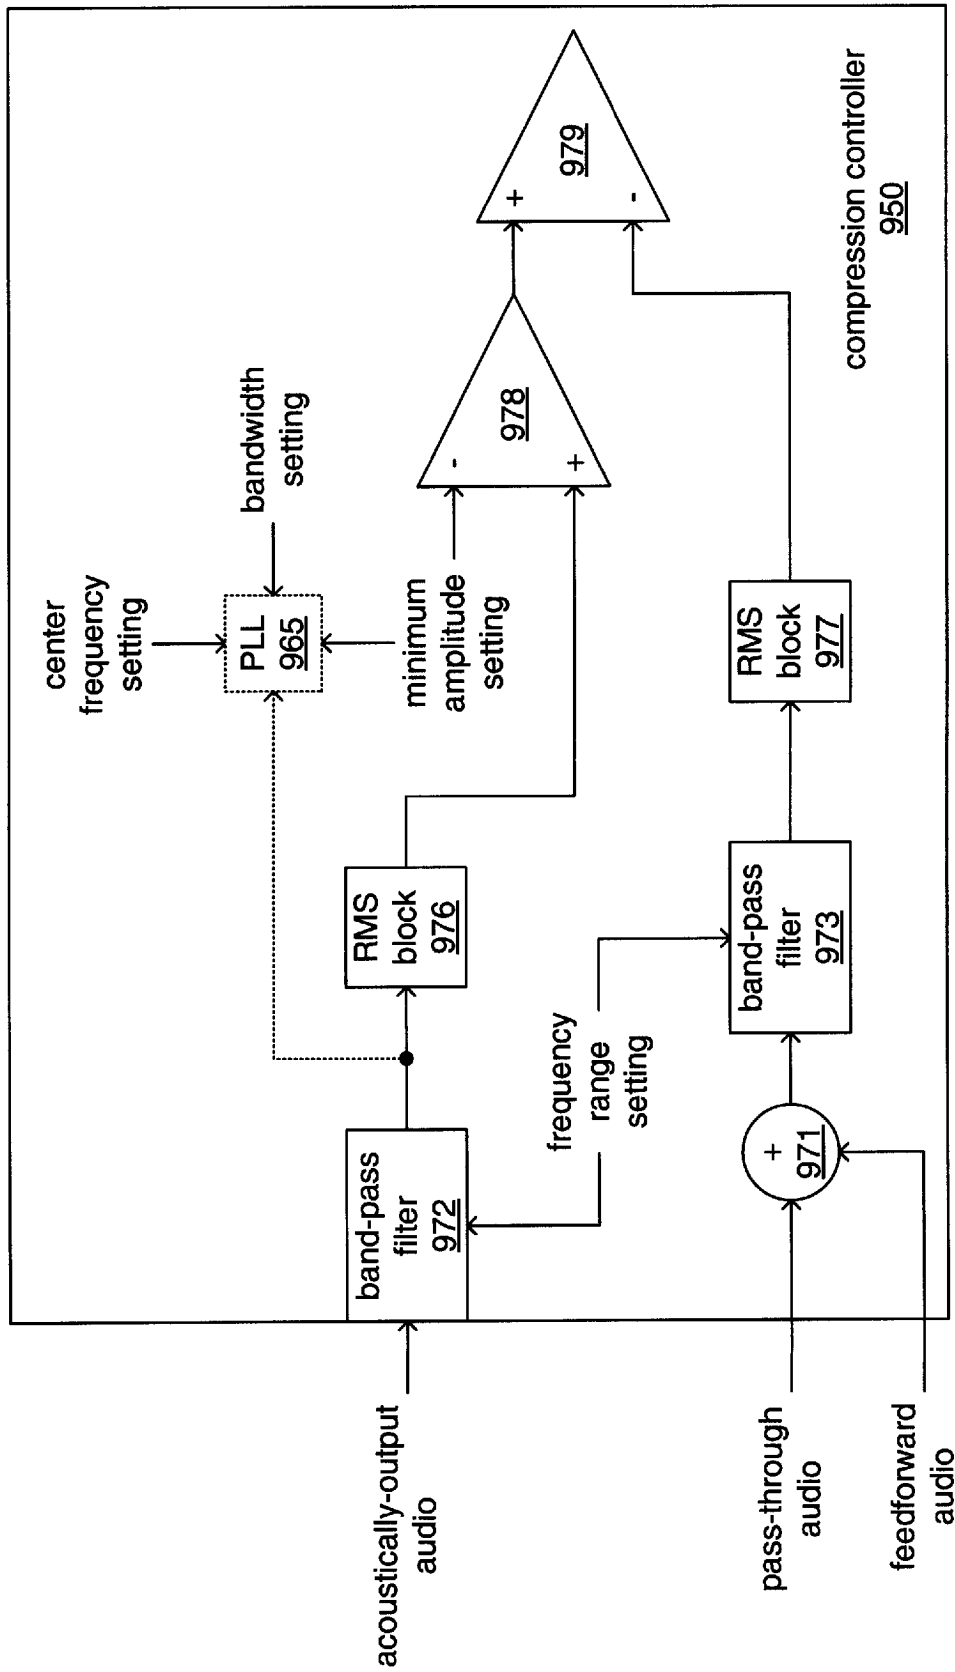 center
frequency
setting
bandwidth
setting
PLL
965
minimum
amplitude
setting
acoustically-output
audio
band-pass
filter
972
RMS
block
976
-
+
978
+
-
979
frequency
range
setting
pass-through
audio
feedforward
audio
+
971
band-pass
filter
973
RMS
block
977
compression controller
950